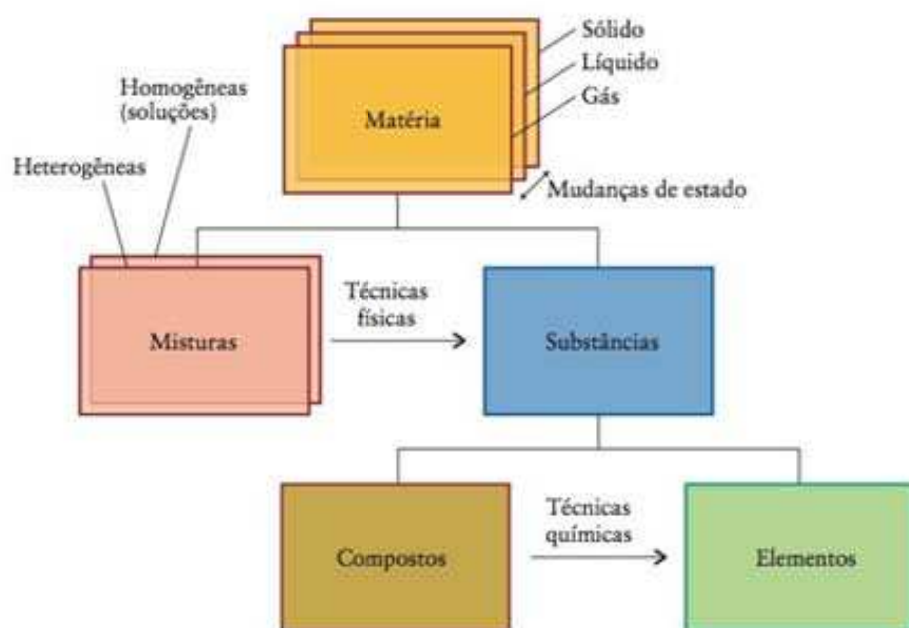 Sólido
Líquido
Gás
Matéria
Mudanças de estado
Homogêneas
(soluções)
Heterogêneas
Misturas
Técnicas
físicas
Substâncias
Compostos
Técnicas
químicas
Elementos